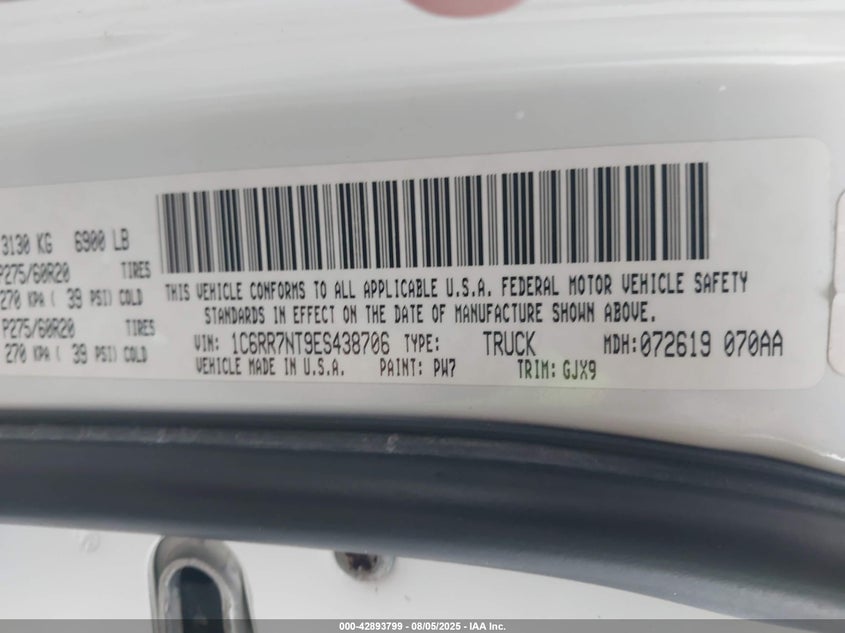 3130 KG 6900 LB
P275/60R20 TIRES
270 KPA ( 39 PSI) COLD
P275/60R20 TIRES
270 KPA ( 39 PSI) COLD
THIS VEHICLE CONFORMS TO ALL APPLICABLE U.S.A. FEDERAL MOTOR VEHICLE SAFETY
STANDARDS IN EFFECT ON THE DATE OF MANUFACTURE SHOWN ABOVE.
VIN: 1C6RR7NT9ES438706 TYPE: TRUCK MDH: 072619 070AA
VEHICLE MADE IN U.S.A. PAINT: PW7 TRIM: GJX9
000-42893799 - 08/05/2025 - IAA Inc.